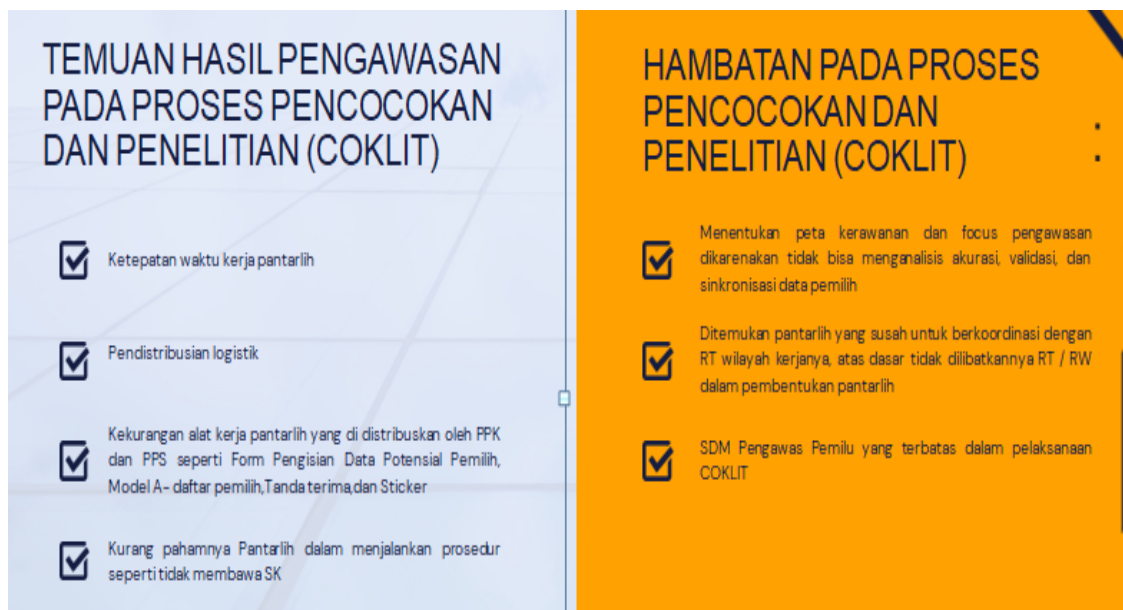 TEMUAN HASIL PENGAWASAN
PADA PROSES PENCOCOKAN
DAN PENELITIAN (COKLIT)
Ketepatan waktu kerja pantarlih
Pendistribusian logistik
Kekurangan alat kerja pantarlih yang di distribuskan oleh PPK
dan PPS seperti Form Pengisian Data Potensial Pemilih,
Model A- daftar pemilih,Tanda terima,dan Sticker
Kurang pahamnya Pantarlih dalam menjalankan prosedur
seperti tidak membawa SK
HAMBATAN PADA PROSES
PENCOCOKAN DAN
PENELITIAN (COKLIT)
Menentukan peta kerawanan dan focus pengawasan
dikarenakan tidak bisa menganalisis akurasi, validasi, dan
sinkronisasi data pemilih
Ditemukan pantarlih yang susah untuk berkoordinasi dengan
RT wilayah kerjanya, atas dasar tidak dilibatkannya RT / RW
dalam pembentukan pantarlih
SDM Pengawas Pemilu yang terbatas dalam pelaksanaan
COKLIT